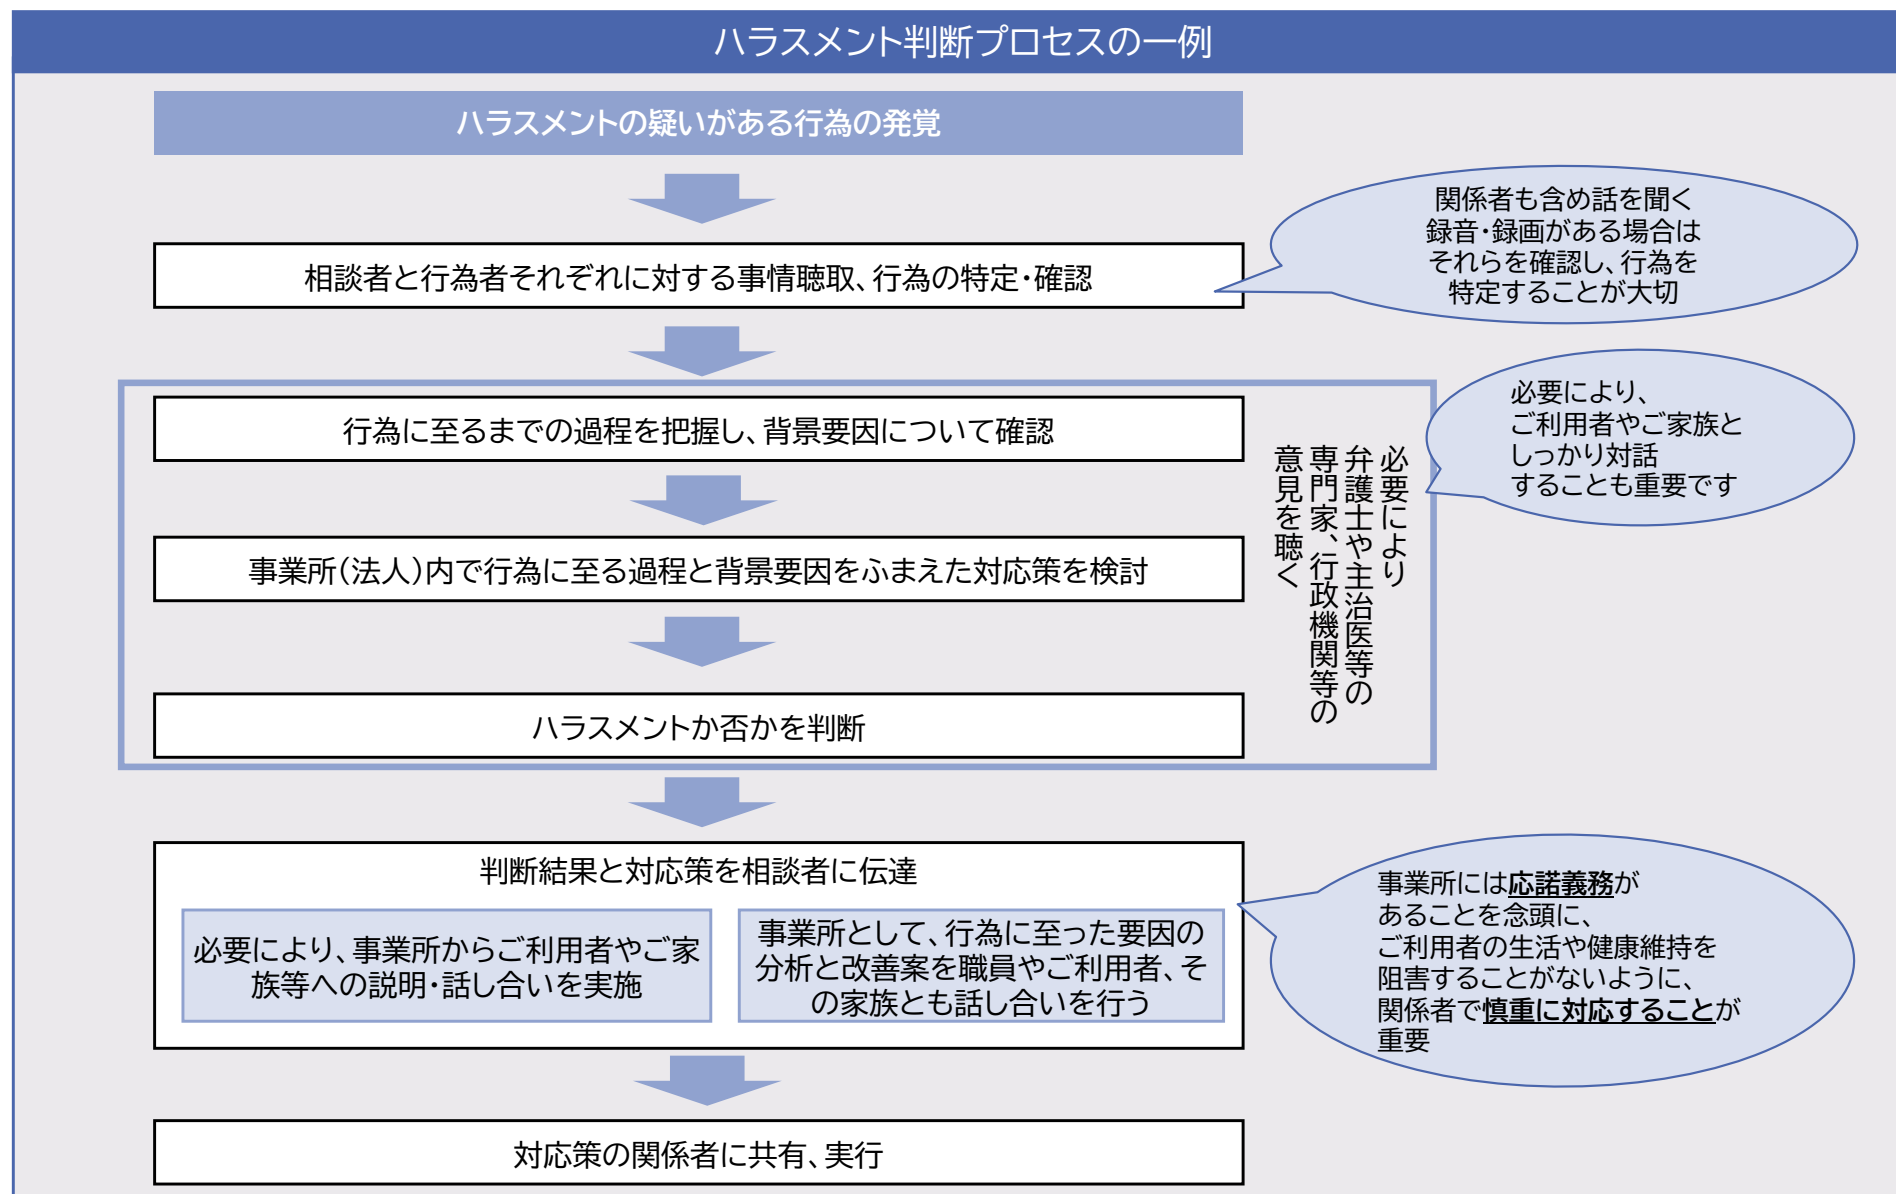 ハラスメント判断プロセスの一例
ハラスメントの疑いがある行為の発覚
相談者と行為者それぞれに対する事情聴取、行為の特定・確認
関係者も含め話を聞く
録音・録画がある場合は
それらを確認し、行為を
特定することが大切
行為に至るまでの過程を把握し、背景要因について確認
事業所(法人)内で行為に至る過程と背景要因をふまえた対応策を検討
ハラスメントか否かを判断
必要により
弁護士や主治医等の
専門家、行政機関等の
意見を聴く
必要により、
ご利用者やご家族と
しっかり対話
することも重要です
判断結果と対応策を相談者に伝達
必要により、事業所からご利用者やご家
族等への説明・話し合いを実施
事業所として、行為に至った要因の
分析と改善案を職員やご利用者、そ
の家族とも話し合いを行う
事業所には応諾義務が
あることを念頭に、
ご利用者の生活や健康維持を
阻害することがないように、
関係者で慎重に対応することが
重要
対応策の関係者に共有、実行